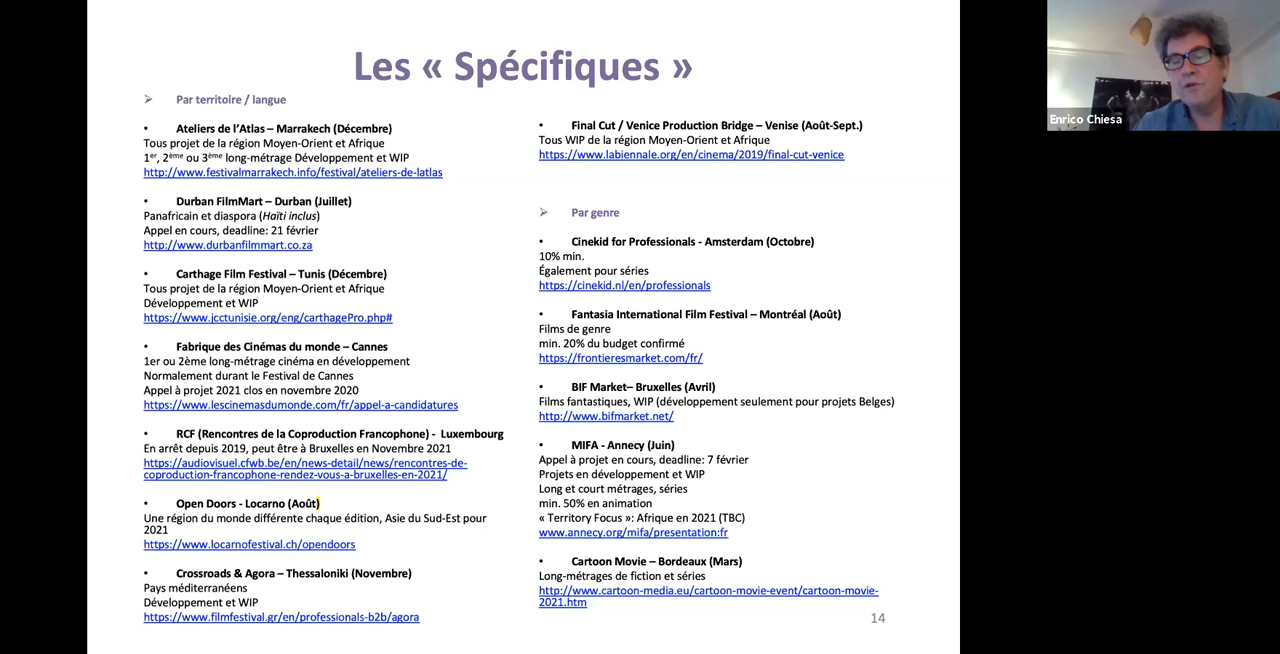 Les « Spécifiques »
➢ Par territoire / langue
• Ateliers de l'Atlas – Marrakech (Décembre)
Tous projet de la région Moyen-Orient et Afrique
1er, 2ème ou 3ème long-métrage Développement et WIP
http://www.festivalmarrakech.info/festival/ateliers-de-latlas
• Durban FilmMart – Durban (Juillet)
Panafricain et diaspora (Haïti inclus)
Appel en cours, deadline: 21 février
http://www.durbanfilmmart.co.za
• Carthage Film Festival – Tunis (Décembre)
Tous projet de la région Moyen-Orient et Afrique
Développement et WIP
https://www.jcctunisie.org/eng/carthagePro.php#
• Fabrique des Cinémas du monde – Cannes
1er ou 2ème long-métrage cinéma en développement
Normalement durant le Festival de Cannes
Appel à projet 2021 clos en novembre 2020
https://www.lescinemasdumonde.com/fr/appel-a-candidatures
• RCF (Rencontres de la Coproduction Francophone) - Luxembourg
En arrêt depuis 2019, peut être à Bruxelles en Novembre 2021
https://audiovisuel.cfwb.be/en/news-detail/news/rencontres-de-
coproduction-francophone-rendez-vous-a-bruxelles-en-2021/
• Open Doors - Locarno (Août)
Une région du monde différente chaque édition, Asie du Sud-Est pour
2021
https://www.locarnofestival.ch/opendoors
• Crossroads & Agora – Thessaloniki (Novembre)
Pays méditerranéens
Développement et WIP
https://www.filmfestival.gr/en/professionals-b2b/agora
• Final Cut / Venice Production Bridge – Venise (Août-Sept.)
Tous WIP de la région Moyen-Orient et Afrique
https://www.labiennale.org/en/cinema/2019/final-cut-venice
➢ Par genre
• Cinekid for Professionals - Amsterdam (Octobre)
10% min.
Également pour séries
https://cinekid.nl/en/professionals
• Fantasia International Film Festival – Montréal (Août)
Films de genre
min. 20% du budget confirmé
https://frontieresmarket.com/fr/
• BIF Market– Bruxelles (Avril)
Films fantastiques, WIP (développement seulement pour projets Belges)
http://www.bifmarket.net/
• MIFA - Annecy (Juin)
Appel à projet en cours, deadline: 7 février
Projets en développement et WIP
Long et court métrages, séries
min. 50% en animation
« Territory Focus »: Afrique en 2021 (TBC)
www.annecy.org/mifa/presentation:fr
• Cartoon Movie – Bordeaux (Mars)
Long-métrages de fiction et séries
http://www.cartoon-media.eu/cartoon-movie-event/cartoon-movie-
2021.htm
14
Enrico Chiesa